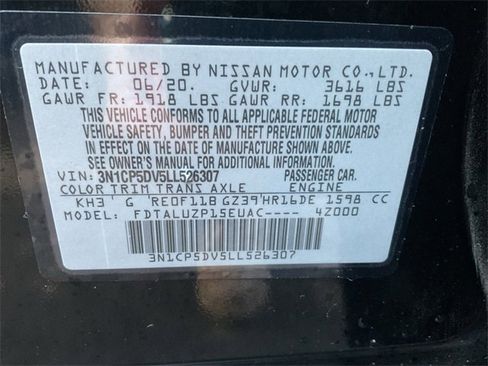 MANUFACTURED BY NISSAN MOTOR CO.,LTD.
DATE: 06/20. GVWR: 3616 LBS
GAWR FR: 1918 LBS GAWR RR: 1698 LBS
THIS VEHICLE CONFORMS TO ALL APPLICABLE FEDERAL MOTOR
VEHICLE SAFETY, BUMPER AND THEFT PREVENTION STANDARDS
IN EFFECT ON THE DATE OF MANUFACTURE SHOWN ABOVE.
SEE OWNER'S MANUAL FOR ADDITIONAL INFORMATION.
VIN: 3N1CP5DV5LL526307 PASSENGER CAR.
COLOR TRIM TRANS AXLE ENGINE
KH3 G REOF11B GZ39 HR16DE 1598 CC
MODEL: FDTALUZP15EUAC---- 4Z000
3N1CP5DV5LL526307